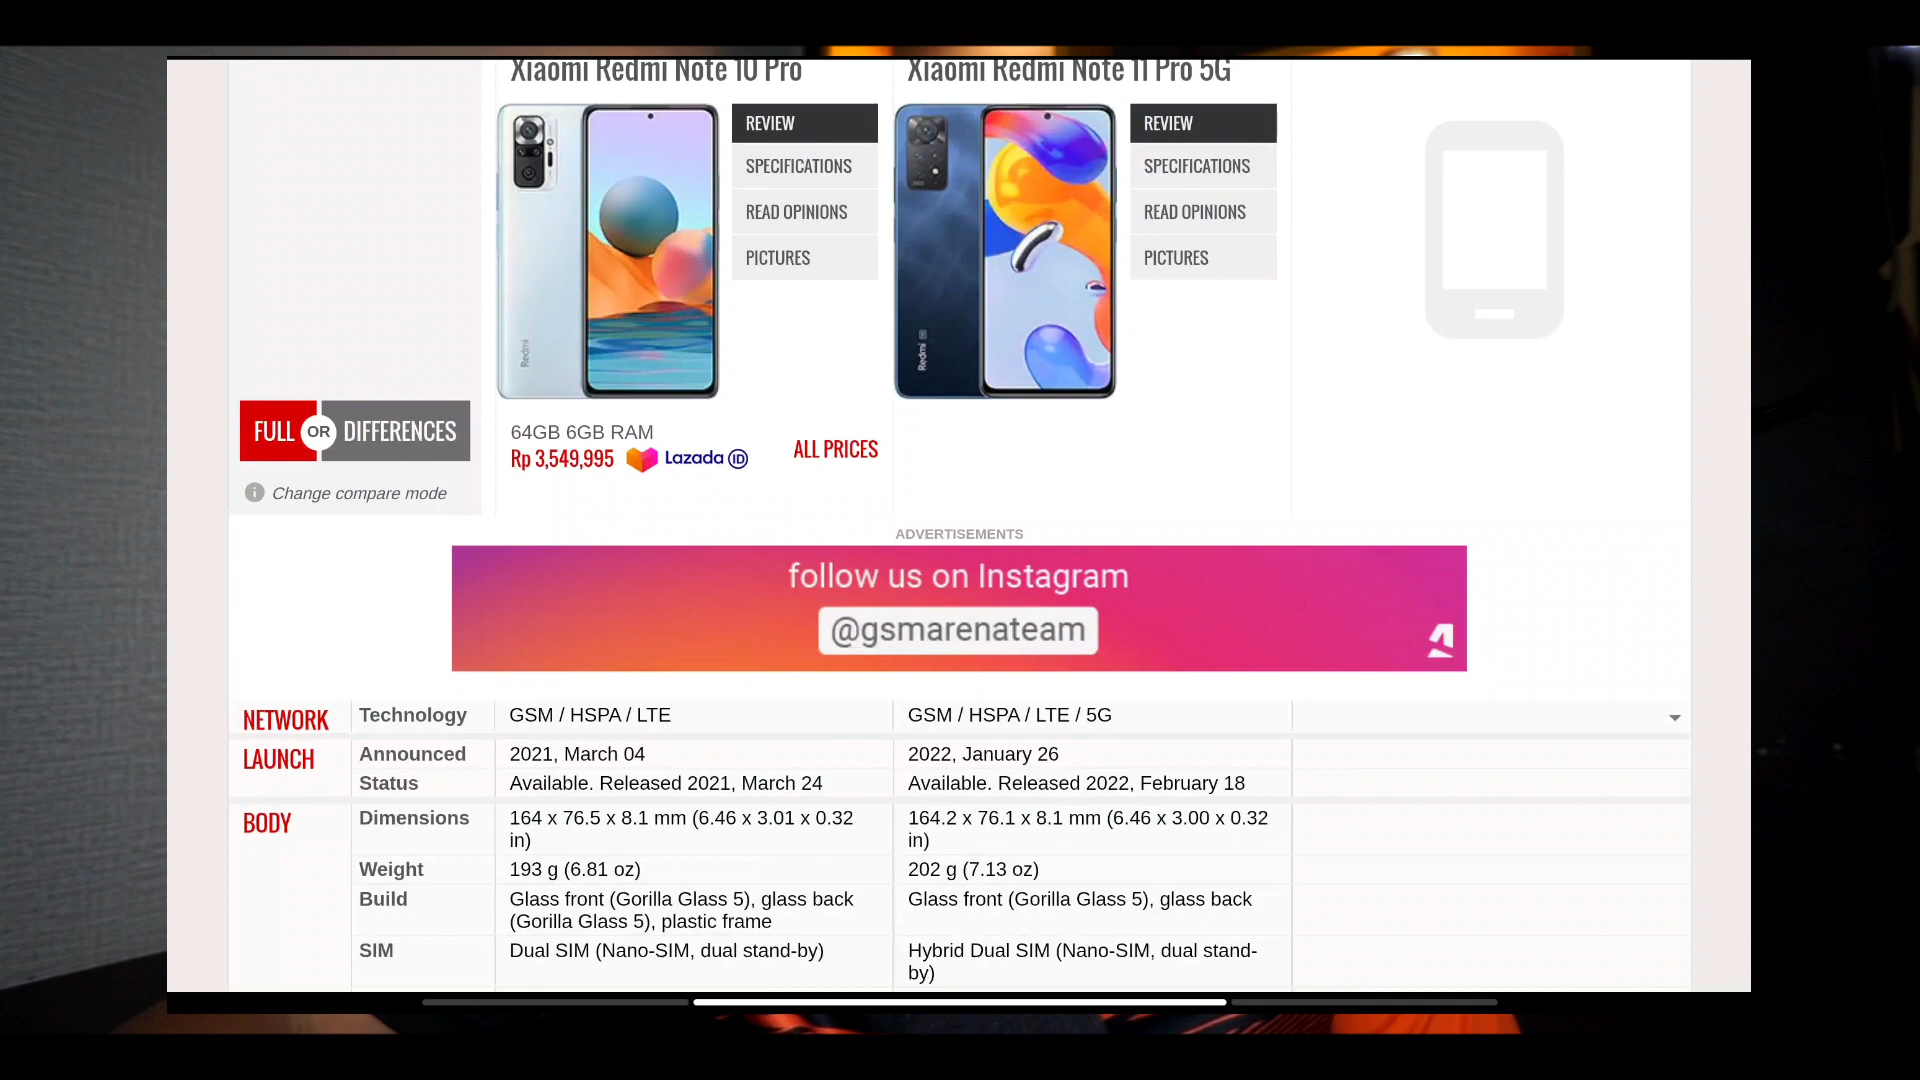 Xiaomi Redmi Note 10 Pro
Xiaomi Redmi Note 11 Pro 5G
REVIEW
SPECIFICATIONS
READ OPINIONS
PICTURES
REVIEW
SPECIFICATIONS
READ OPINIONS
PICTURES
Redmi
Redmi
FULL OR DIFFERENCES
Change compare mode
64GB 6GB RAM
Rp 3,549,995 Lazada ID
ALL PRICES
ADVERTISEMENTS
follow us on Instagram
@gsmarenateam
NETWORK Technology GSM / HSPA / LTE GSM / HSPA / LTE / 5G
LAUNCH Announced 2021, March 04 2022, January 26
Status Available. Released 2021, March 24 Available. Released 2022, February 18
BODY Dimensions 164 x 76.5 x 8.1 mm (6.46 x 3.01 x 0.32 164.2 x 76.1 x 8.1 mm (6.46 x 3.00 x 0.32
in) in)
Weight 193 g (6.81 oz) 202 g (7.13 oz)
Build Glass front (Gorilla Glass 5), glass back Glass front (Gorilla Glass 5), glass back
(Gorilla Glass 5), plastic frame
SIM Dual SIM (Nano-SIM, dual stand-by) Hybrid Dual SIM (Nano-SIM, dual stand-
by)